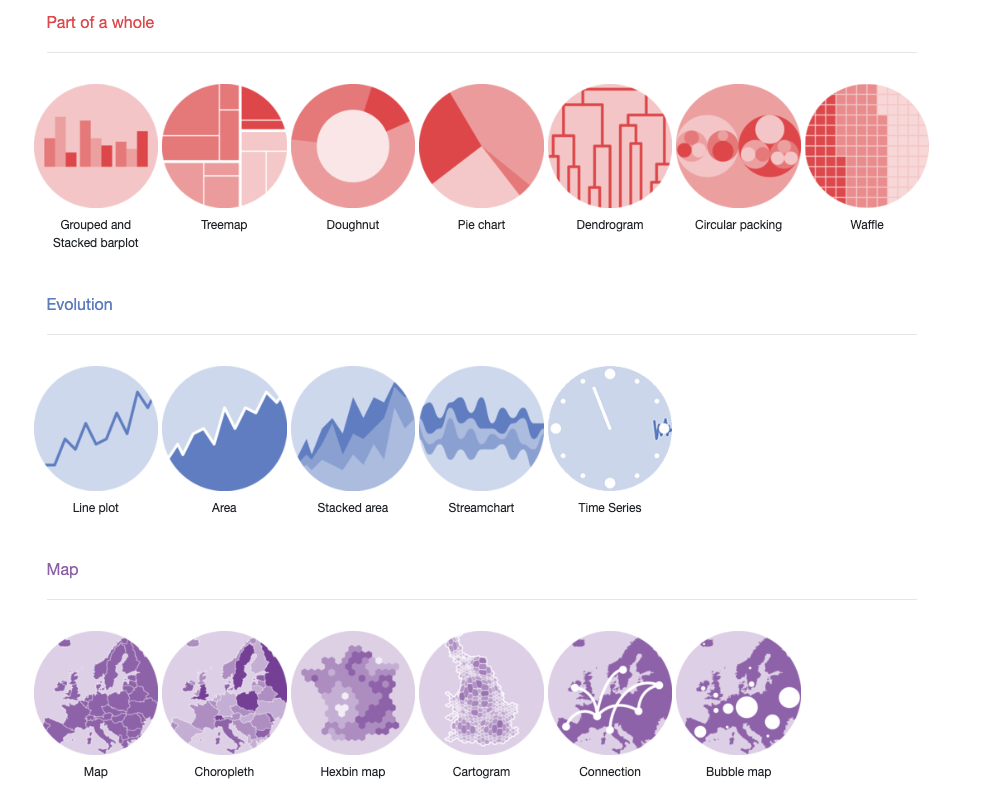 Part of a whole
Grouped and
Stacked barplot
Treemap
Doughnut
Pie chart
Dendrogram
Circular packing
Waffle
Evolution
Line plot
Area
Stacked area
Streamchart
Time Series
Map
Map
Choropleth
Hexbin map
Cartogram
Connection
Bubble map